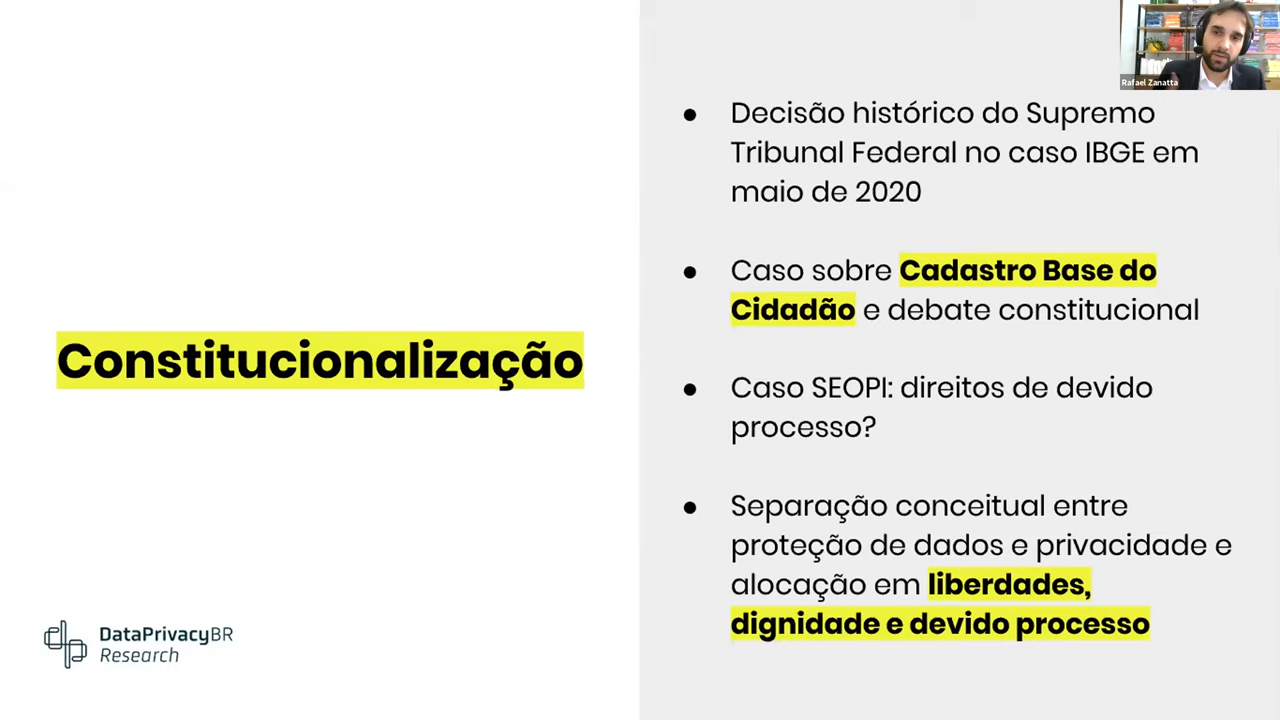 Rafael Zanatta
Constitucionalização
● Decisão histórico do Supremo
Tribunal Federal no caso IBGE em
maio de 2020
● Caso sobre Cadastro Base do
Cidadão e debate constitucional
● Caso SEOPI: direitos de devido
processo?
● Separação conceitual entre
proteção de dados e privacidade e
alocação em liberdades,
dignidade e devido processo
DataPrivacyBR
Research